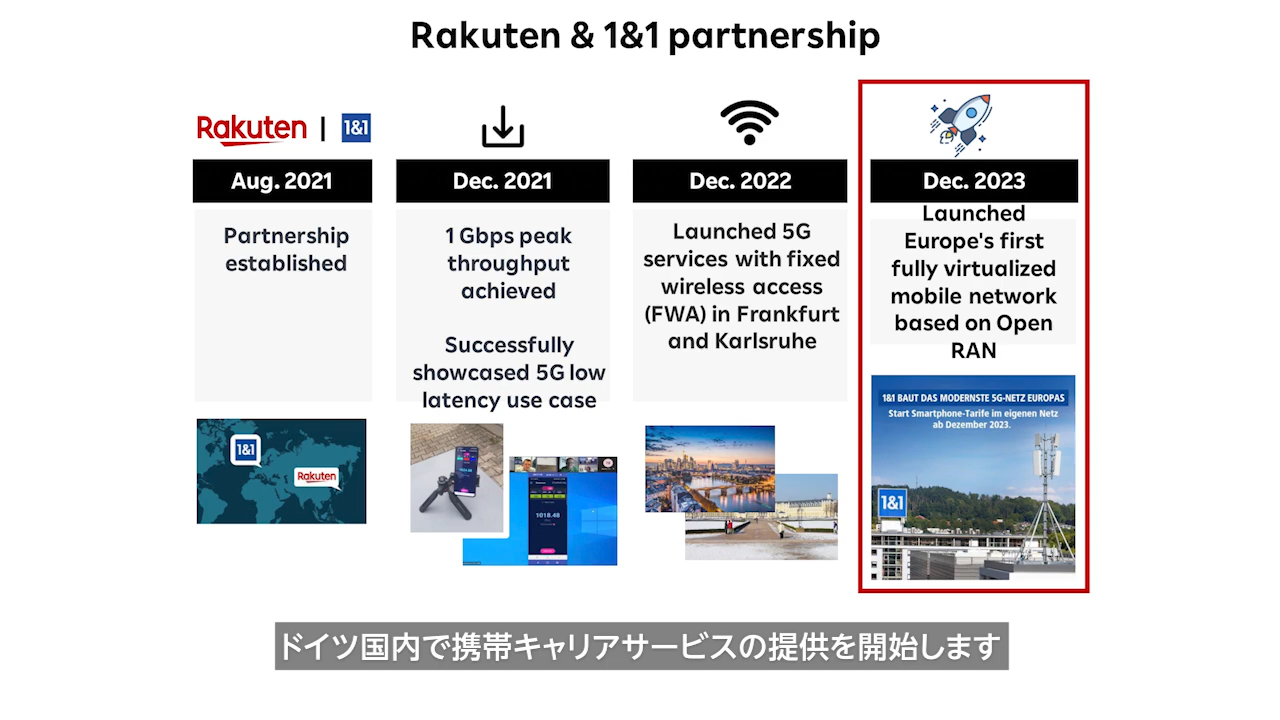 Rakuten & 1&1 partnership
Rakuten | 1&1
Aug. 2021
Partnership
established
1&1
Rakuten
Dec. 2021
1 Gbps peak
throughput
achieved
Successfully
showcased 5G low
latency use case
1018.48
Dec. 2022
Launched 5G
services with fixed
wireless access
(FWA) in Frankfurt
and Karlsruhe
Dec. 2023
Launched
Europe's first
fully virtualized
mobile network
based on Open
RAN
1&1 BAUT DAS MODERNSTE 5G-NETZ EUROPAS
Start Smartphone-Tarife im eigenen Netz
ab Dezember 2023.
1&1
ドイツ国内で携帯キャリアサービスの提供を開始します